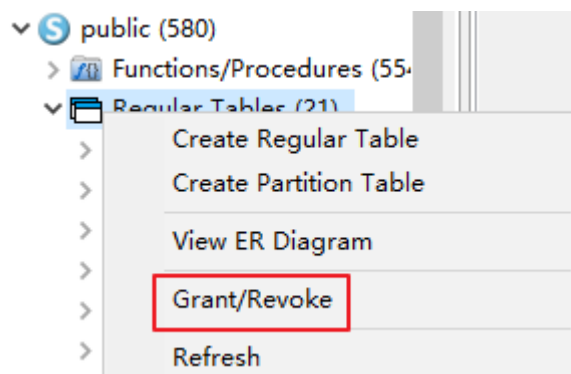 public (580)
Functions/Procedures (554
Regular Tables (21)
Create Regular Table
Create Partition Table
View ER Diagram
Grant/Revoke
Refresh